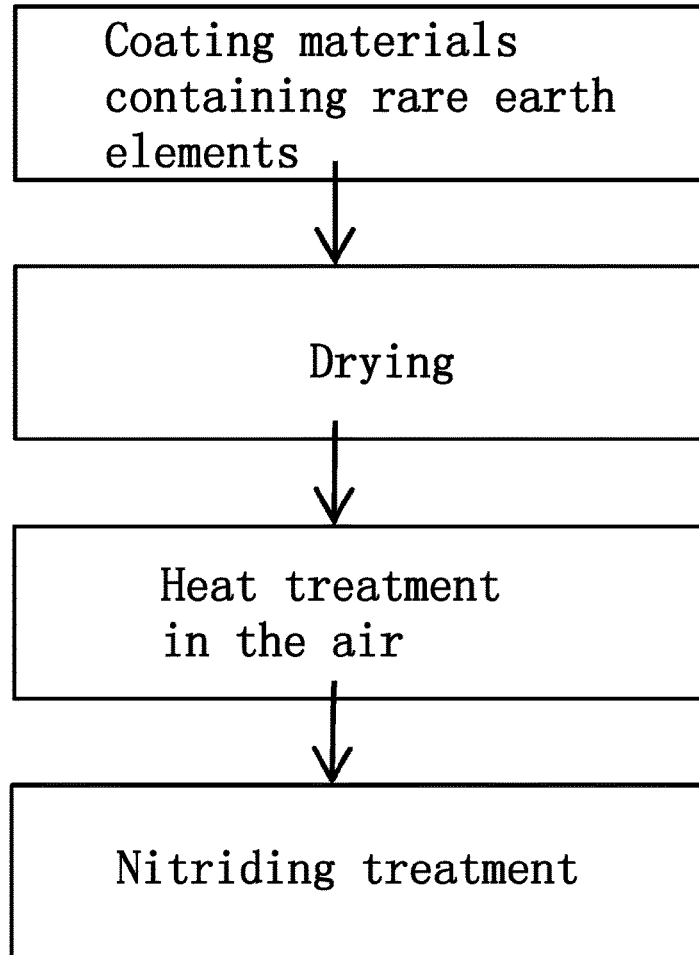 Coating materials
containing rare earth
elements
Drying
Heat treatment
in the air
Nitriding treatment